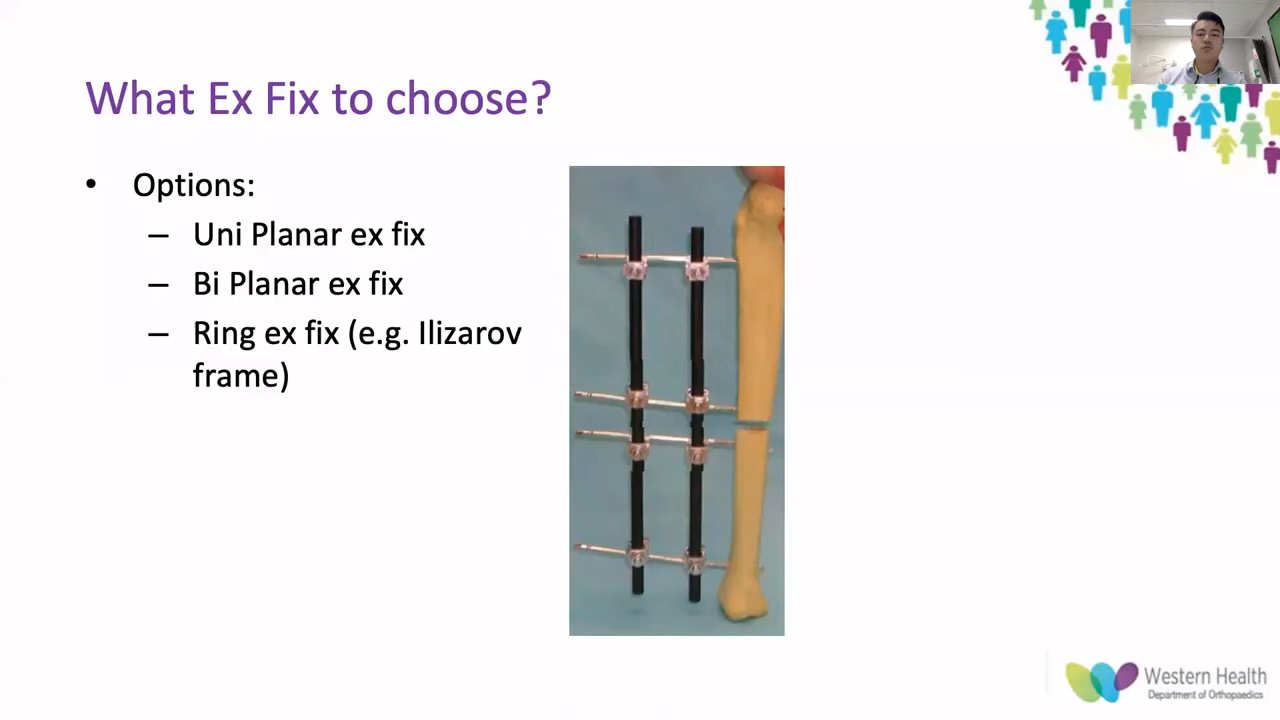 What Ex Fix to choose?
• Options:
– Uni Planar ex fix
– Bi Planar ex fix
– Ring ex fix (e.g. Ilizarov
frame)
Western Health
Department of Orthopaedics